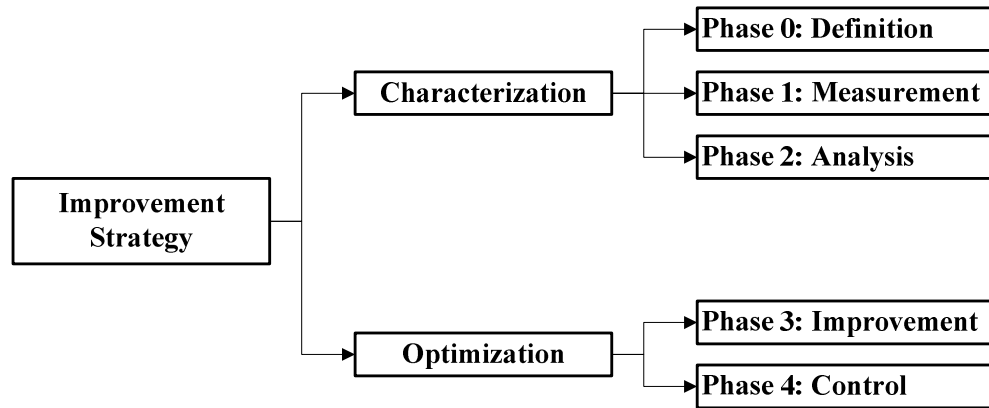 Improvement
Strategy
Characterization
Phase 0: Definition
Phase 1: Measurement
Phase 2: Analysis
Optimization
Phase 3: Improvement
Phase 4: Control